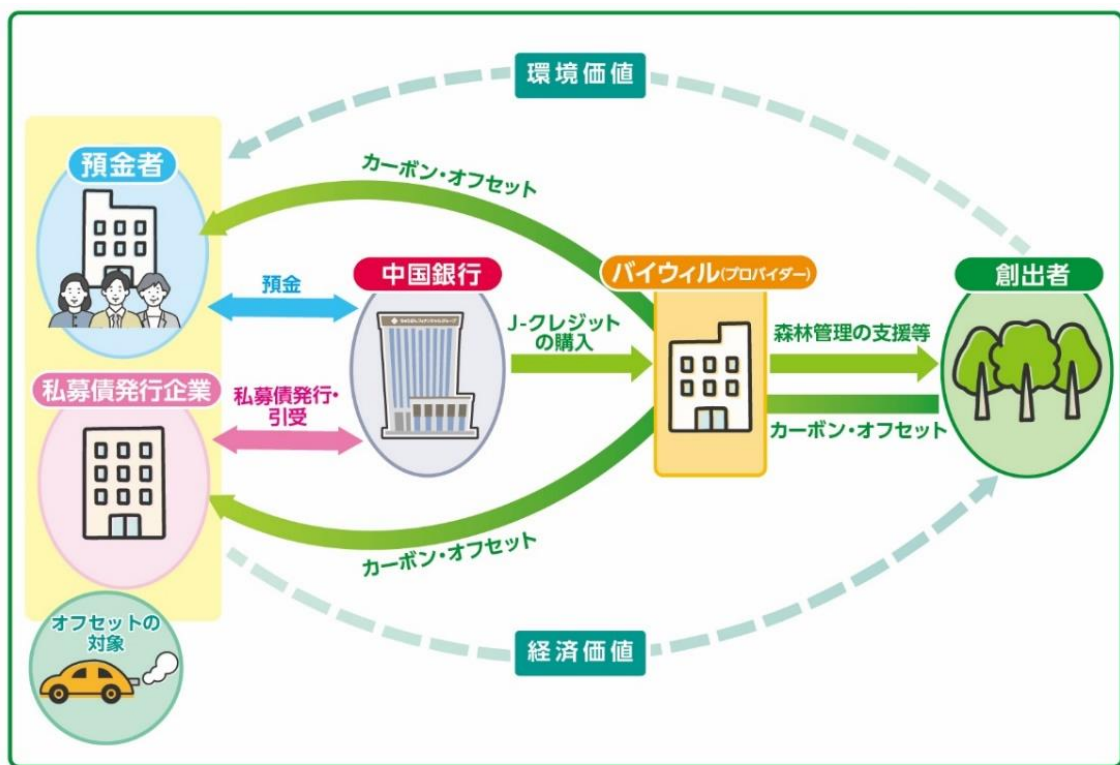 環境価値
預金者
カーボン・オフセット
預金
中国銀行
バイウィル(プロバイダー)
創出者
J-クレジット
の購入
森林管理の支援等
私募債発行企業
私募債発行・
引受
カーボン・オフセット
カーボン・オフセット
オフセットの
対象
経済価値